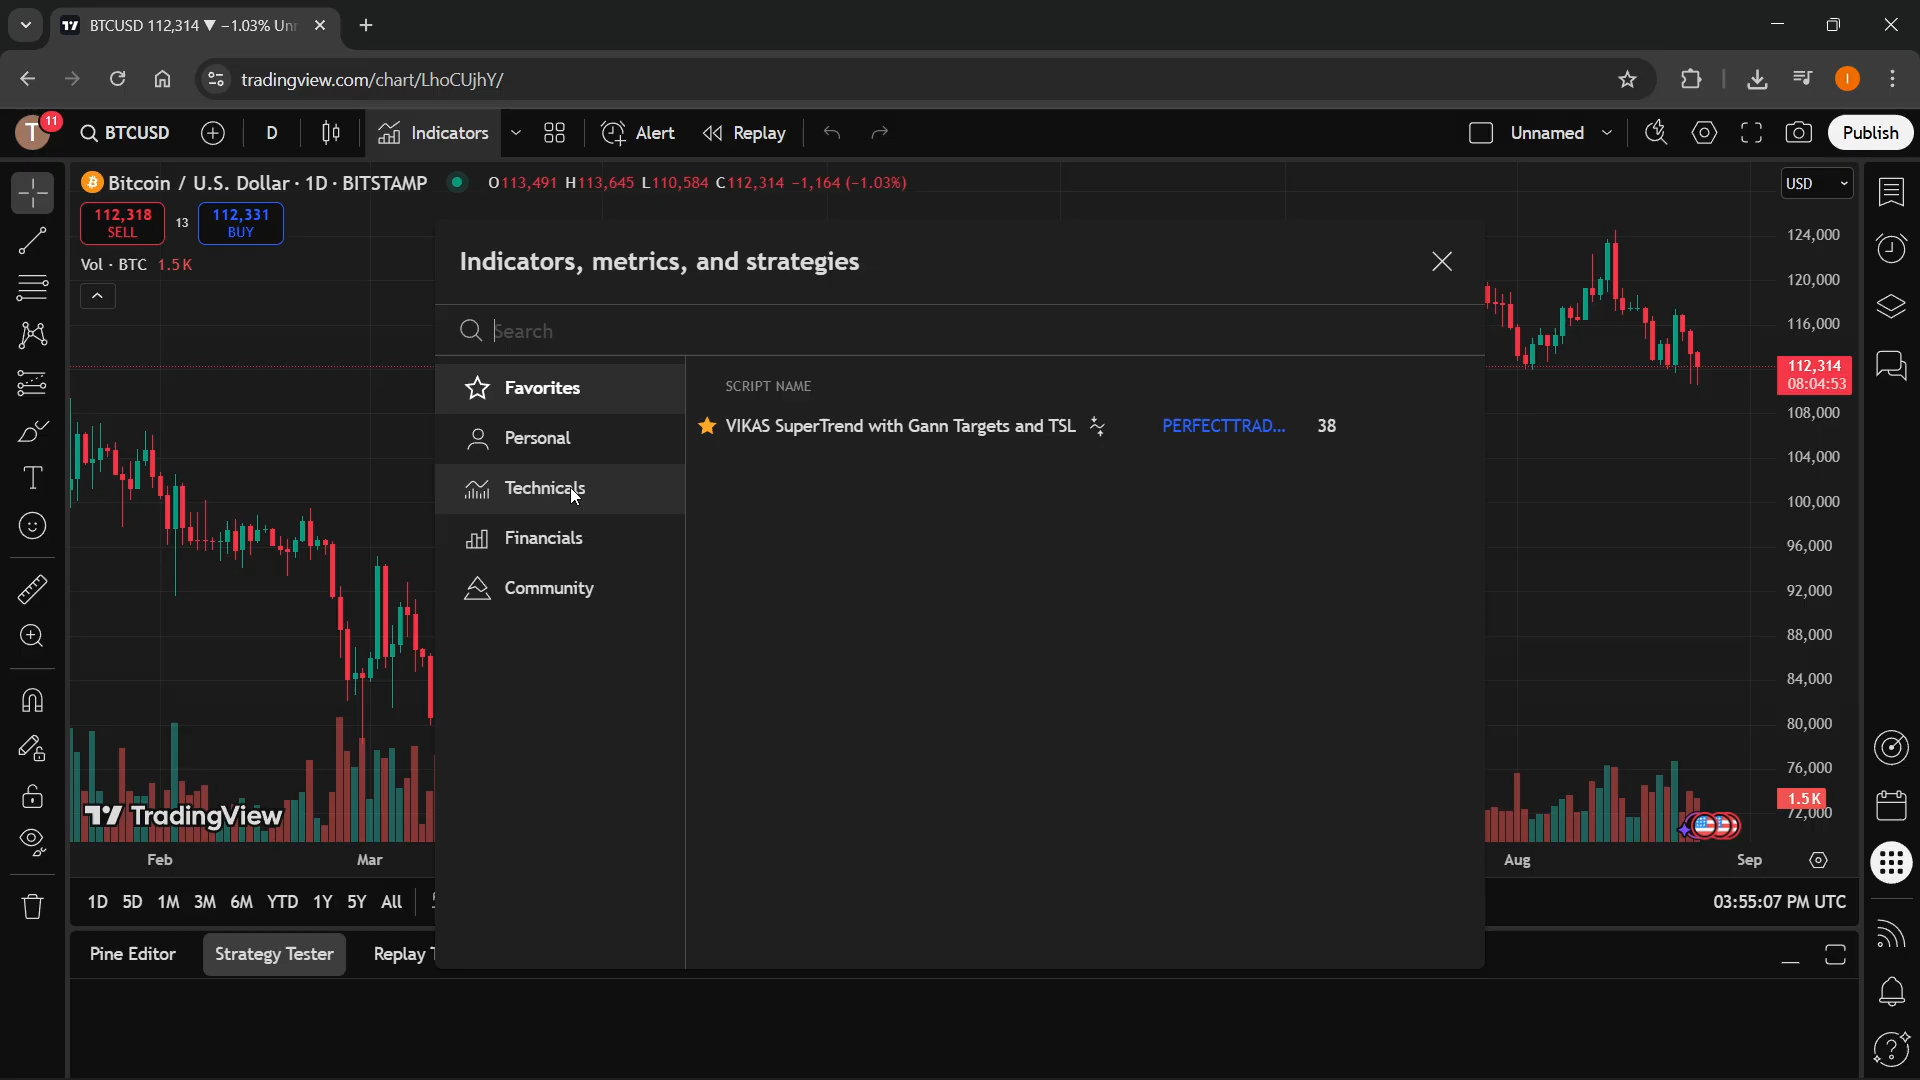 BTCUSD 112,314 ▼ −1.03% Unn
tradingview.com/chart/LhoCUjhY/
I
T
11
BTCUSD
D
Indicators
Alert
Replay
Unnamed
Publish
Bitcoin / U.S. Dollar · 1D · BITSTAMP
O113,491 H113,645 L110,584 C112,314 −1,164 (−1.03%)
USD
112,318
SELL
13
112,331
BUY
Vol · BTC 1.5 K
Indicators, metrics, and strategies
Search
Favorites
Personal
Technicals
Financials
Community
SCRIPT NAME
VIKAS SuperTrend with Gann Targets and TSL
PERFECTTRAD...
38
124,000
120,000
116,000
112,314
08:04:53
108,000
104,000
100,000
96,000
92,000
88,000
84,000
80,000
76,000
1.5 K
72,000
TradingView
Feb
Mar
Aug
Sep
1D 5D 1M 3M 6M YTD 1Y 5Y All
03:55:07 PM UTC
Pine Editor
Strategy Tester
Replay T